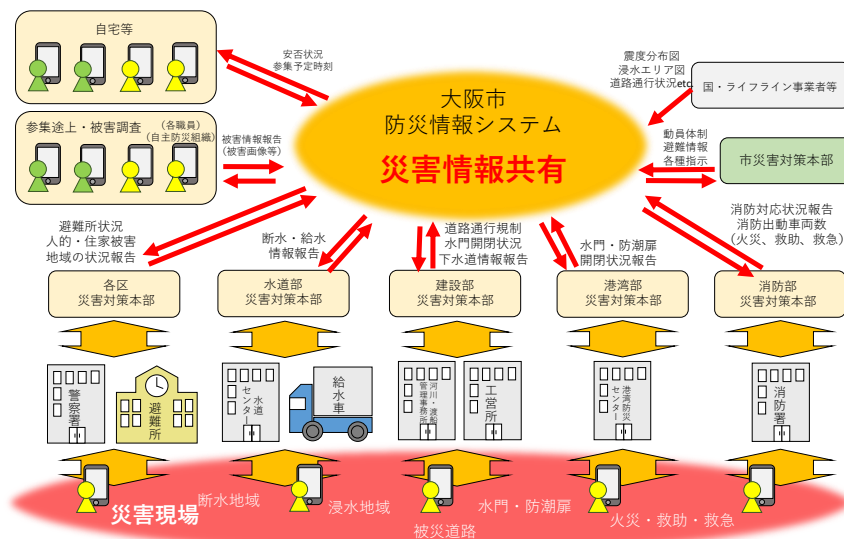 自宅等
安否状況
参集予定時刻
大阪市
防災情報システム
災害情報共有
震度分布図
浸水エリア図
道路通行状況etc
国・ライフライン事業者等
参集途上・被害調査
(各職員)
(自主防災組織)
被害情報報告
(被害画像等)
動員体制
避難情報
各種指示
市災害対策本部
避難所状況
人的・住家被害
地域の状況報告
断水・給水
情報報告
道路通行規制
水門開閉状況
下水道情報報告
水門・防潮扉
開閉状況報告
消防対応状況報告
消防出動車両数
(火災、救助、救急)
各区
災害対策本部
水道部
災害対策本部
建設部
災害対策本部
港湾部
災害対策本部
消防部
災害対策本部
警察署
避難所
水道
センター
給水車
河川・渡船
管理事務所
工営所
港湾防災
センター
消防署
災害現場
断水地域
浸水地域
被災道路
水門・防潮扉
火災・救助・救急